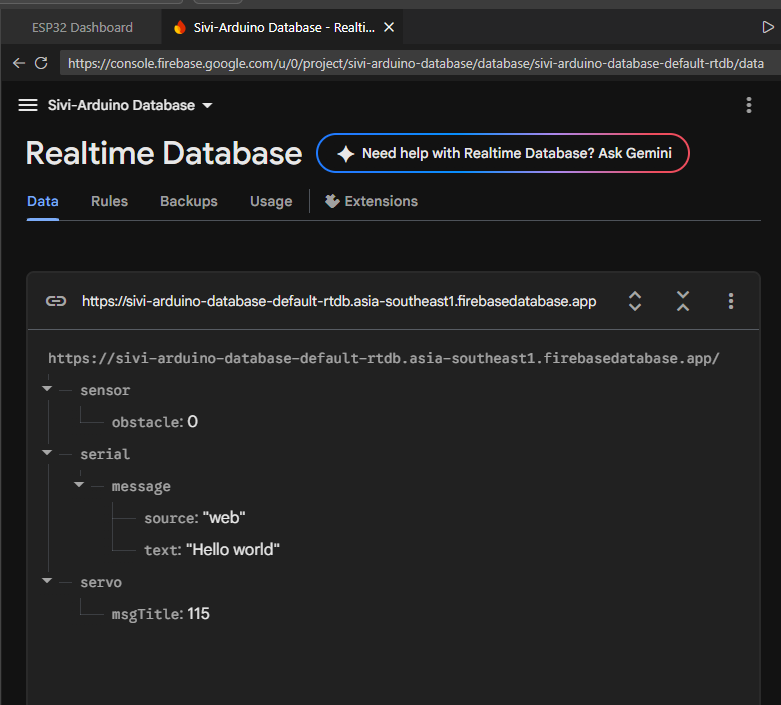 ESP32 Dashboard
Sivi-Arduino Database - Realti...
https://console.firebase.google.com/u/0/project/sivi-arduino-database/database/sivi-arduino-database-default-rtdb/data
Sivi-Arduino Database
Realtime Database
Need help with Realtime Database? Ask Gemini
Data Rules Backups Usage Extensions
https://sivi-arduino-database-default-rtdb.asia-southeast1.firebasedatabase.app
https://sivi-arduino-database-default-rtdb.asia-southeast1.firebasedatabase.app/
sensor
obstacle: 0
serial
message
source: "web"
text: "Hello world"
servo
msgTitle: 115